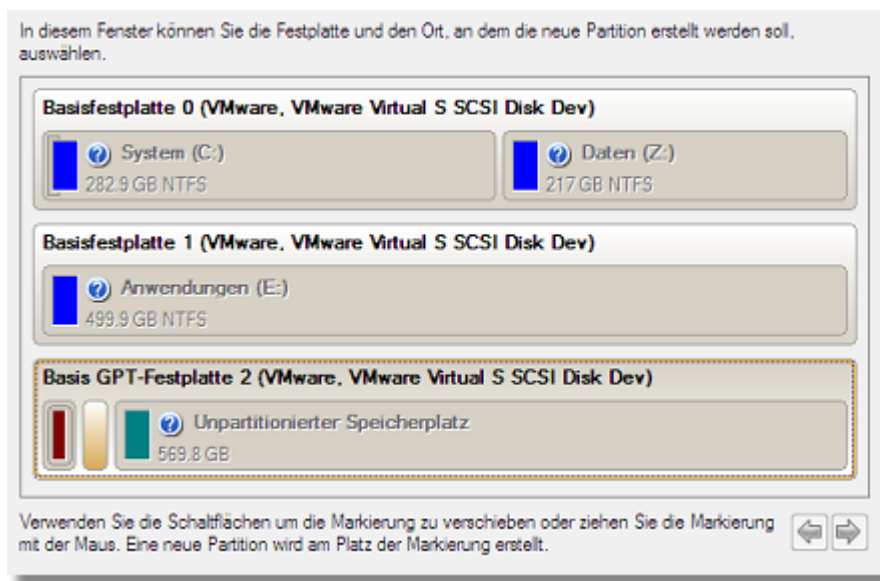 In diesem Fenster können Sie die Festplatte und den Ort, an dem die neue Partition erstellt werden soll,
auswählen.
Basisfestplatte 0 (VMware, VMware Virtual S SCSI Disk Dev)
System (C:)
282.9 GB NTFS
Daten (Z:)
217 GB NTFS
Basisfestplatte 1 (VMware, VMware Virtual S SCSI Disk Dev)
Anwendungen (E:)
499.9 GB NTFS
Basis GPT-Festplatte 2 (VMware, VMware Virtual S SCSI Disk Dev)
Unpartitionierter Speicherplatz
569.8 GB
Verwenden Sie die Schaltflächen um die Markierung zu verschieben oder ziehen Sie die Markierung
mit der Maus. Eine neue Partition wird am Platz der Markierung erstellt.